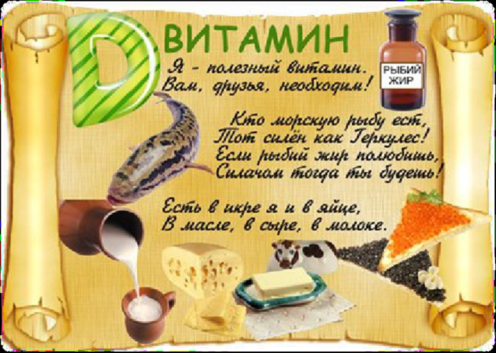 D ВИТАМИН
Я - полезный витамин.
Вам, друзья, необходим!
РЫБИЙ
ЖИР
Кто морскую рыбу ест,
Тот силён как Геркулес!
Если рыбий жир полюбишь,
Силачом тогда ты будешь!
Есть в икре я и в яйце,
В масле, в сыре, в молоке.